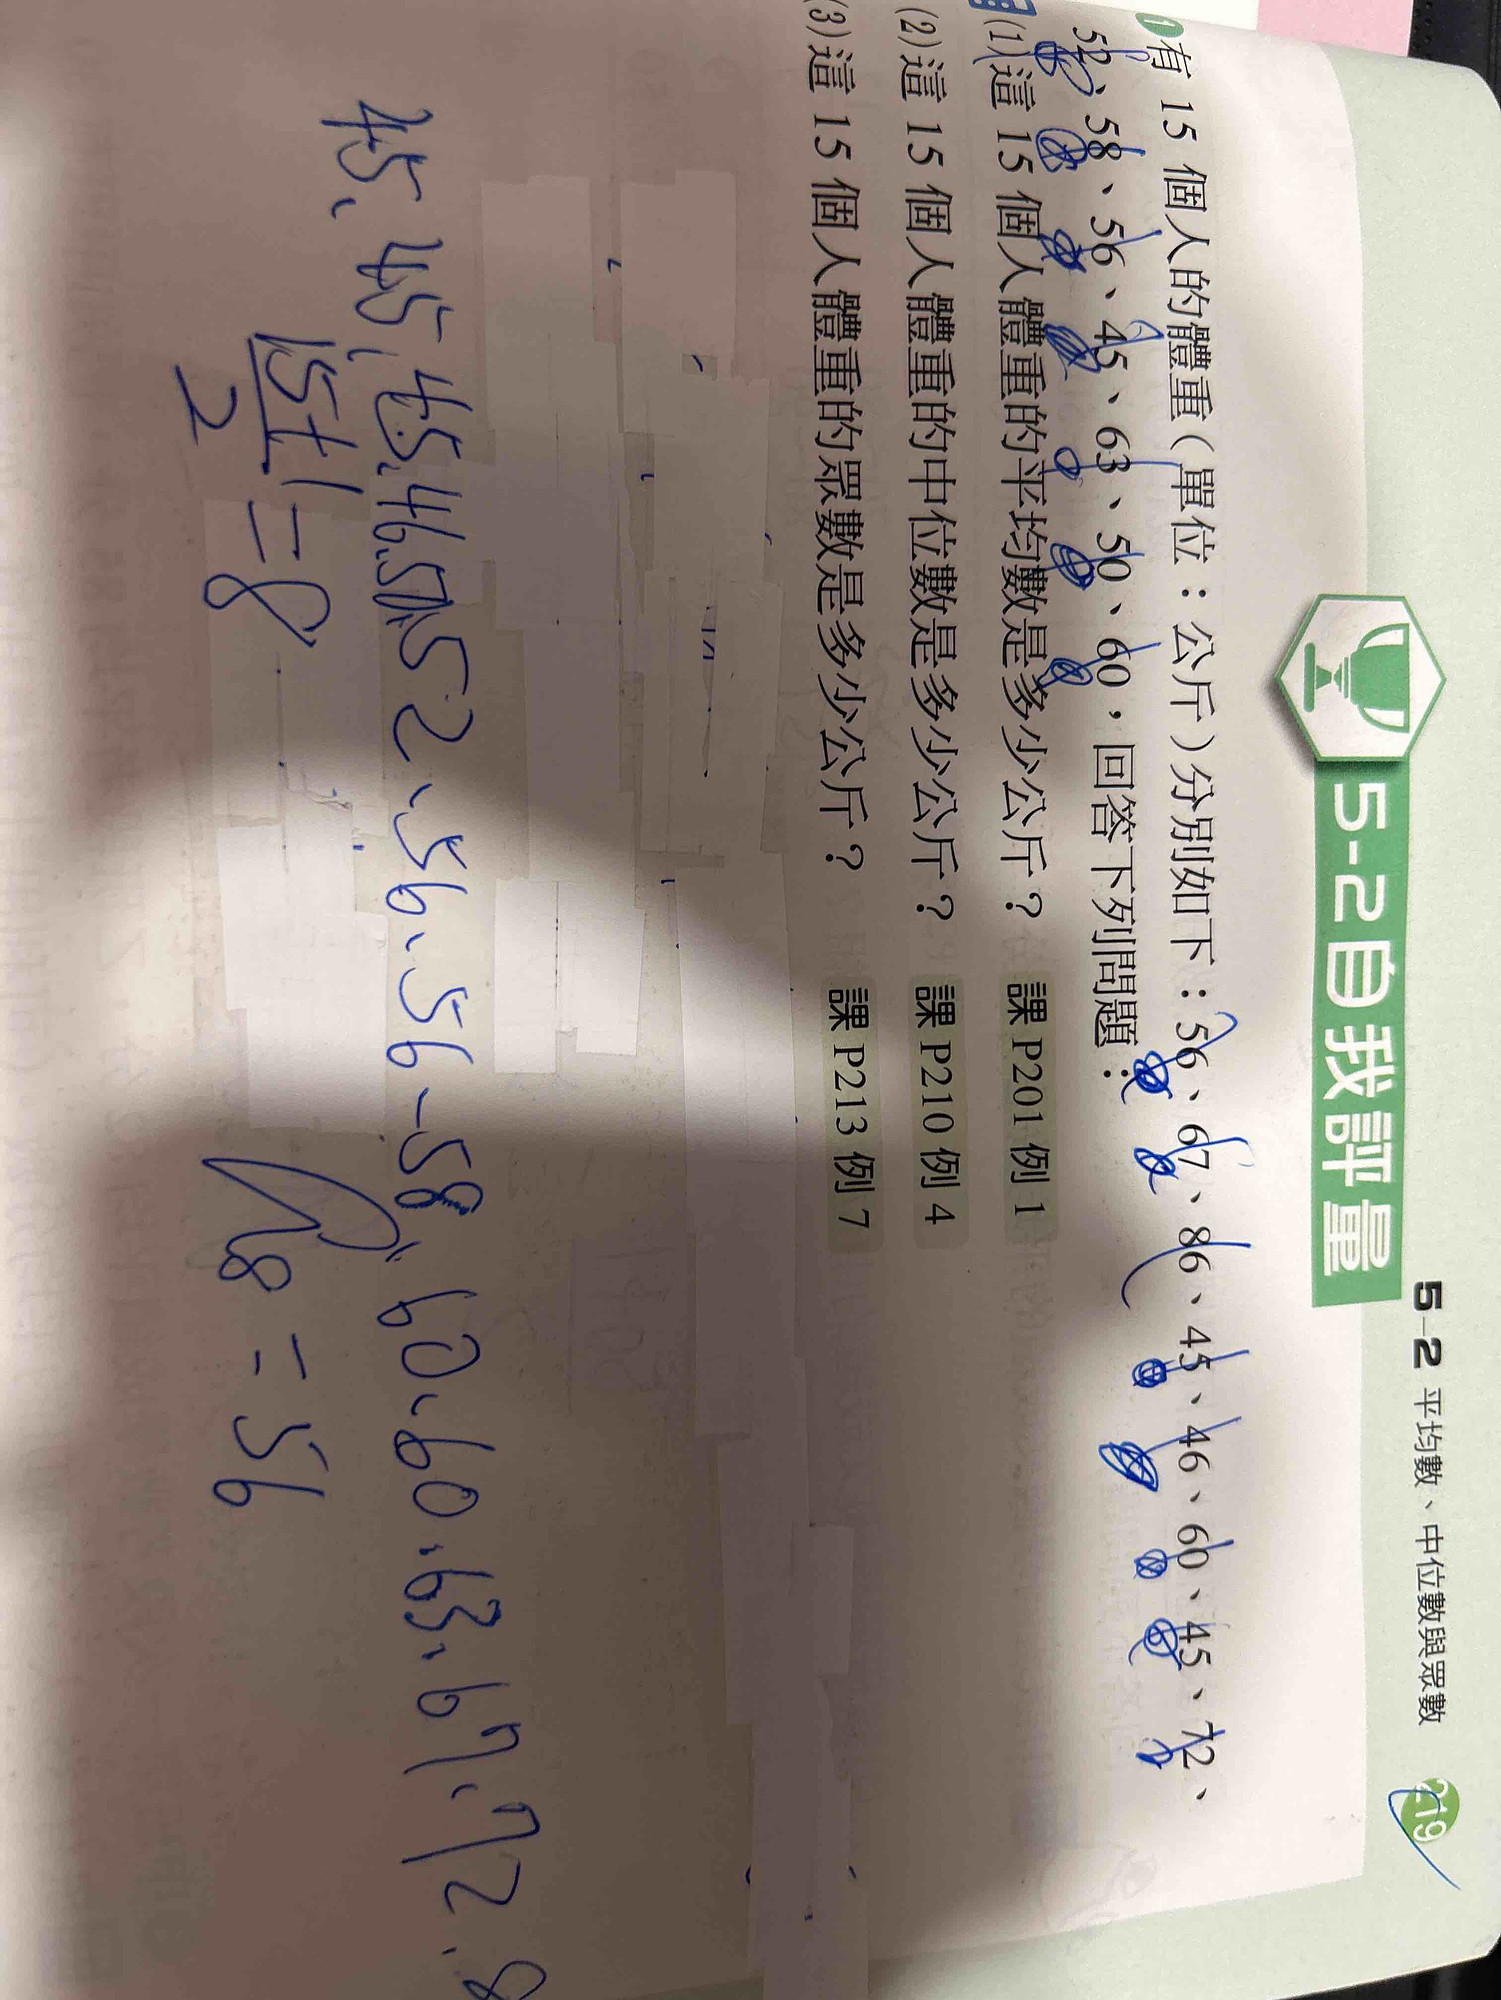 5-2 平均數、中位數與眾數 219
5-2 自我評量
1 有 15 個人的體重(單位：公斤)分別如下：56、67、86、45、46、60、45、72、
52、58、56、45、63、50、60，回答下列問題：
(1)這 15 個人體重的平均數是多少公斤？ 課 P201 例 1
(2)這 15 個人體重的中位數是多少公斤？ 課 P210 例 4
(3)這 15 個人體重的眾數是多少公斤？ 課 P213 例 7
45、45、45、46、50、52、56、56、58、60、60、63、67、72、8
15+1
2
=8
8=56